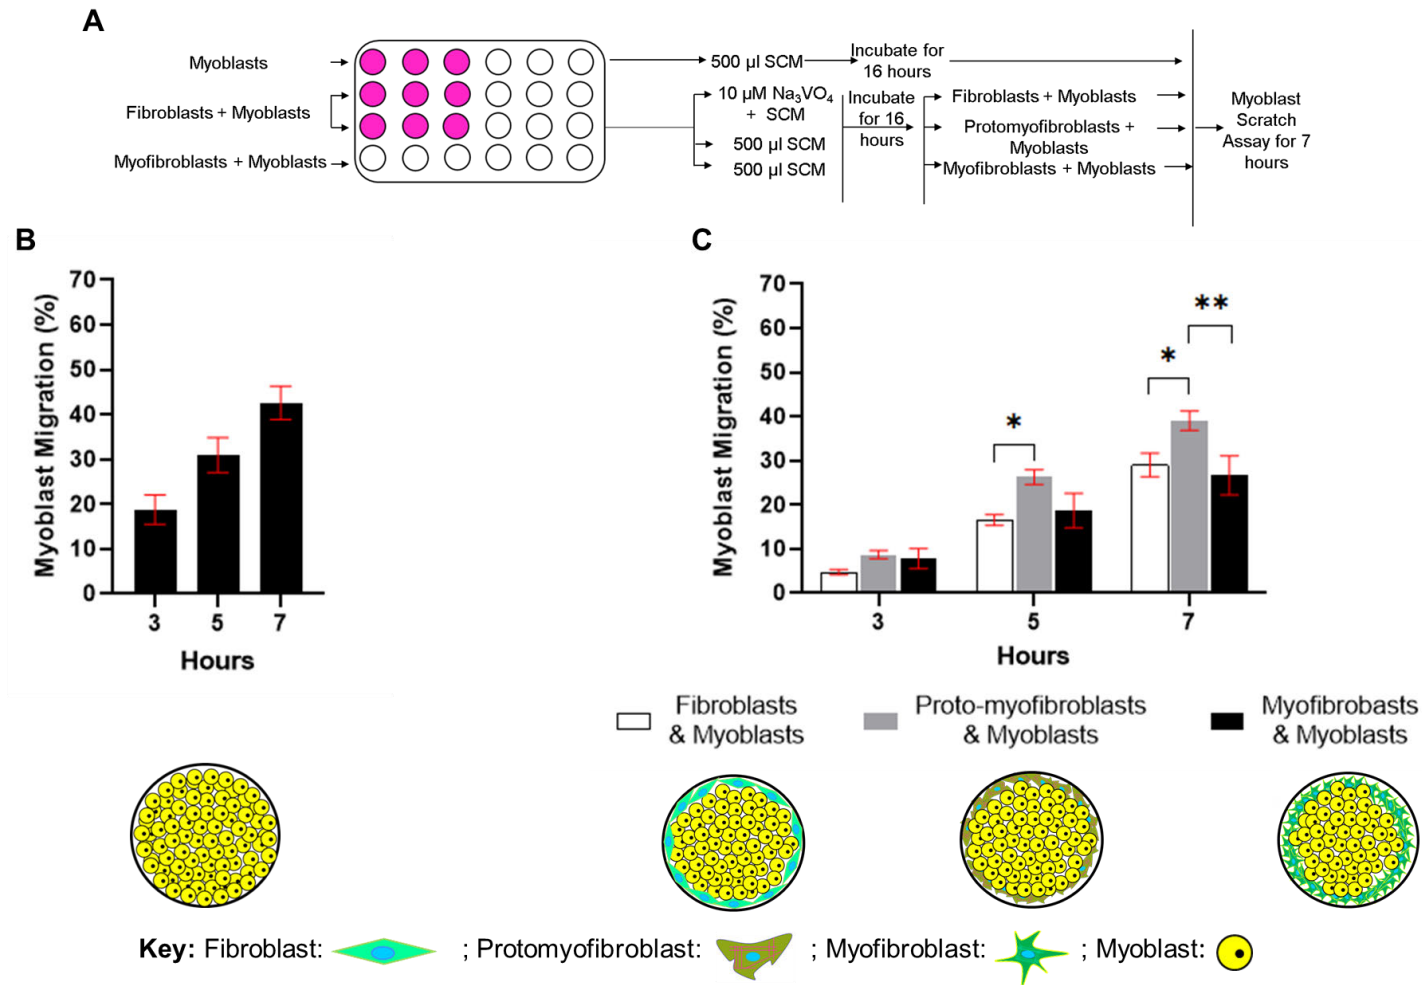 A
Myoblasts
Fibroblasts + Myoblasts
Myofibroblasts + Myoblasts
500 µl SCM
10 µM Na₃VO₄
+ SCM
500 µl SCM
500 µl SCM
Incubate for
16 hours
Incubate
for 16
hours
Fibroblasts + Myoblasts
Protomyofibroblasts +
Myoblasts
Myofibroblasts + Myoblasts
Myoblast
Scratch
Assay for 7
hours
B
Myoblast Migration (%)
70
60
50
40
30
20
10
0
3 5 7
Hours
C
Myoblast Migration (%)
70
60
50
40
30
20
10
0
*
*
**
3 5 7
Hours
Fibroblasts
& Myoblasts
Proto-myofibroblasts
& Myoblasts
Myofibrobasts
& Myoblasts
Key: Fibroblast: ; Protomyofibroblast: ; Myofibroblast: ; Myoblast: